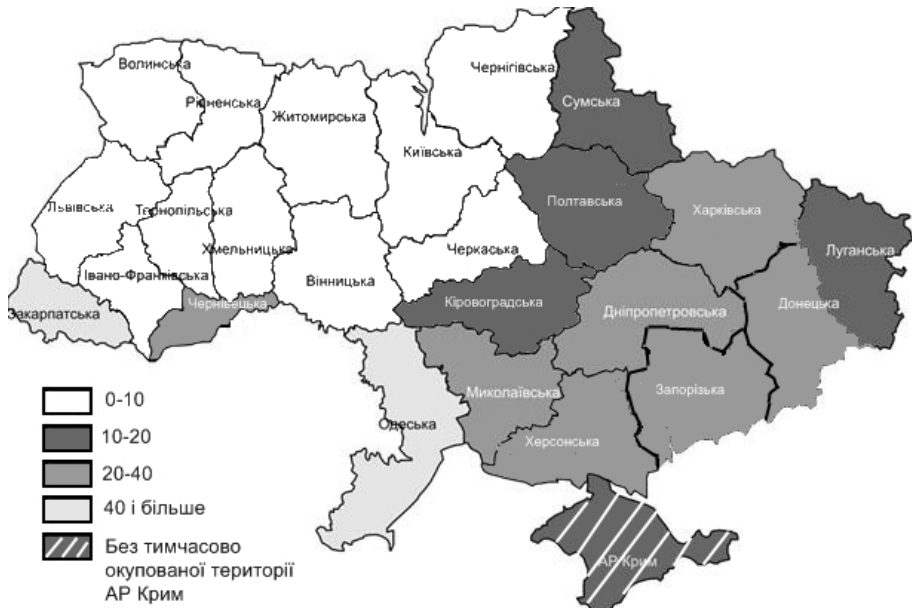 Волинська
Рівненська
Житомирська
Чернігівська
Сумська
Київська
Львівська
Тернопільська
Хмельницька
Полтавська
Харківська
Луганська
Івано-Франківська
Вінницька
Черкаська
Закарпатська
Чернівецька
Кіровоградська
Дніпропетровська
Донецька
Миколаївська
Запорізька
Одеська
Херсонська
АР Крим
0-10
10-20
20-40
40 і більше
Без тимчасово
окупованої території
АР Крим